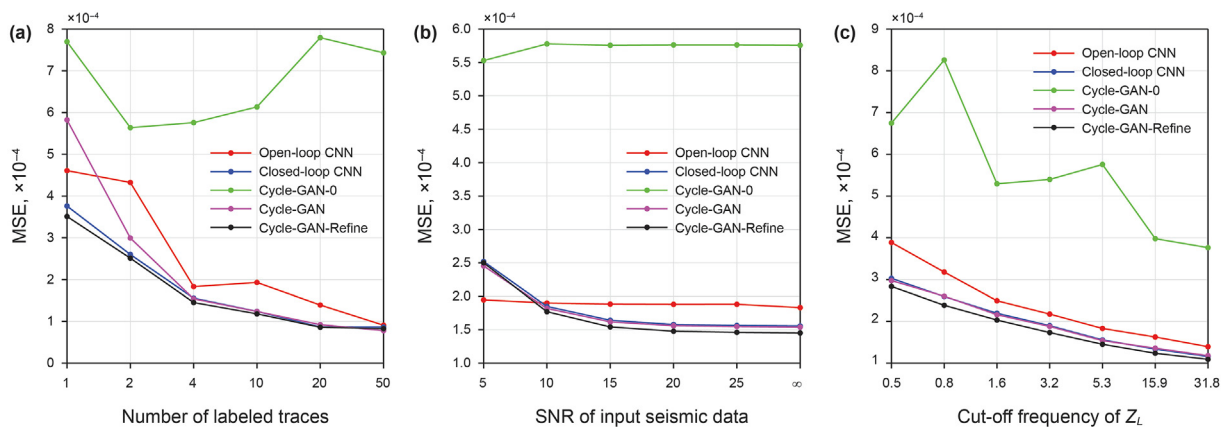 (a)
×10⁻⁴
MSE, ×10⁻⁴
8
7
6
5
4
3
2
1
0
Open-loop CNN
Closed-loop CNN
Cycle-GAN-0
Cycle-GAN
Cycle-GAN-Refine
1 2 4 10 20 50
Number of labeled traces
(b)
×10⁻⁴
MSE, ×10⁻⁴
6.0
5.5
5.0
4.5
4.0
3.5
3.0
2.5
2.0
1.5
1.0
Open-loop CNN
Closed-loop CNN
Cycle-GAN-0
Cycle-GAN
Cycle-GAN-Refine
5 10 15 20 25 ∞
SNR of input seismic data
(c)
×10⁻⁴
MSE, ×10⁻⁴
9
8
7
6
5
4
3
2
1
Open-loop CNN
Closed-loop CNN
Cycle-GAN-0
Cycle-GAN
Cycle-GAN-Refine
0.5 0.8 1.6 3.2 5.3 15.9 31.8
Cut-off frequency of Z_L